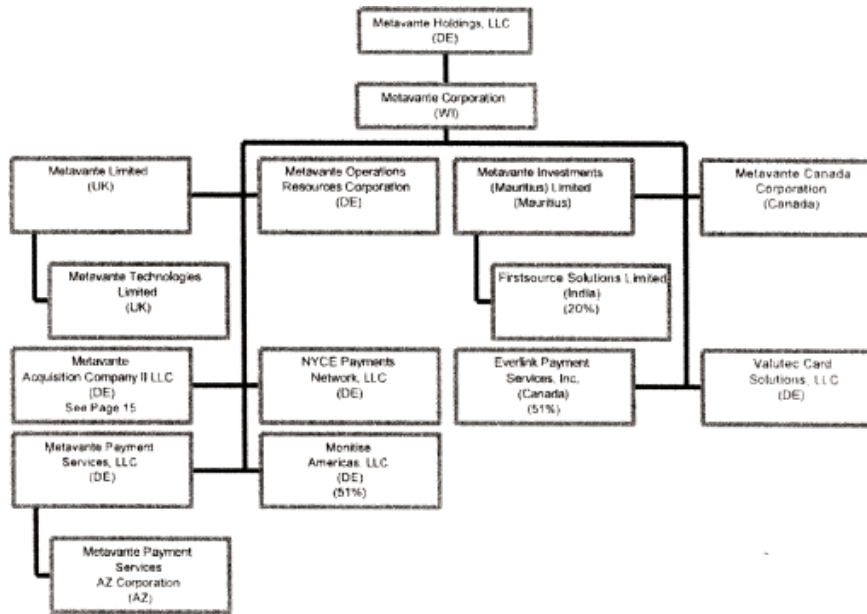 Metavante Holdings, LLC
(DE)
Metavante Corporation
(WI)
Metavante Limited
(UK)
Metavante Operations
Resources Corporation
(DE)
Metavante Investments
(Mauritius) Limited
(Mauritius)
Metavante Canada
Corporation
(Canada)
Metavante Technologies
Limited
(UK)
Firstsource Solutions Limited
(India)
(20%)
Metavante
Acquisition Company II LLC
(DE)
See Page 15
NYCE Payments
Network, LLC
(DE)
Everlink Payment
Services, Inc.
(Canada)
(51%)
Valutec Card
Solutions, LLC
(DE)
Metavante Payment
Services, LLC
(DE)
Monitise
Americas, LLC
(DE)
(51%)
Metavante Payment
Services
AZ Corporation
(AZ)